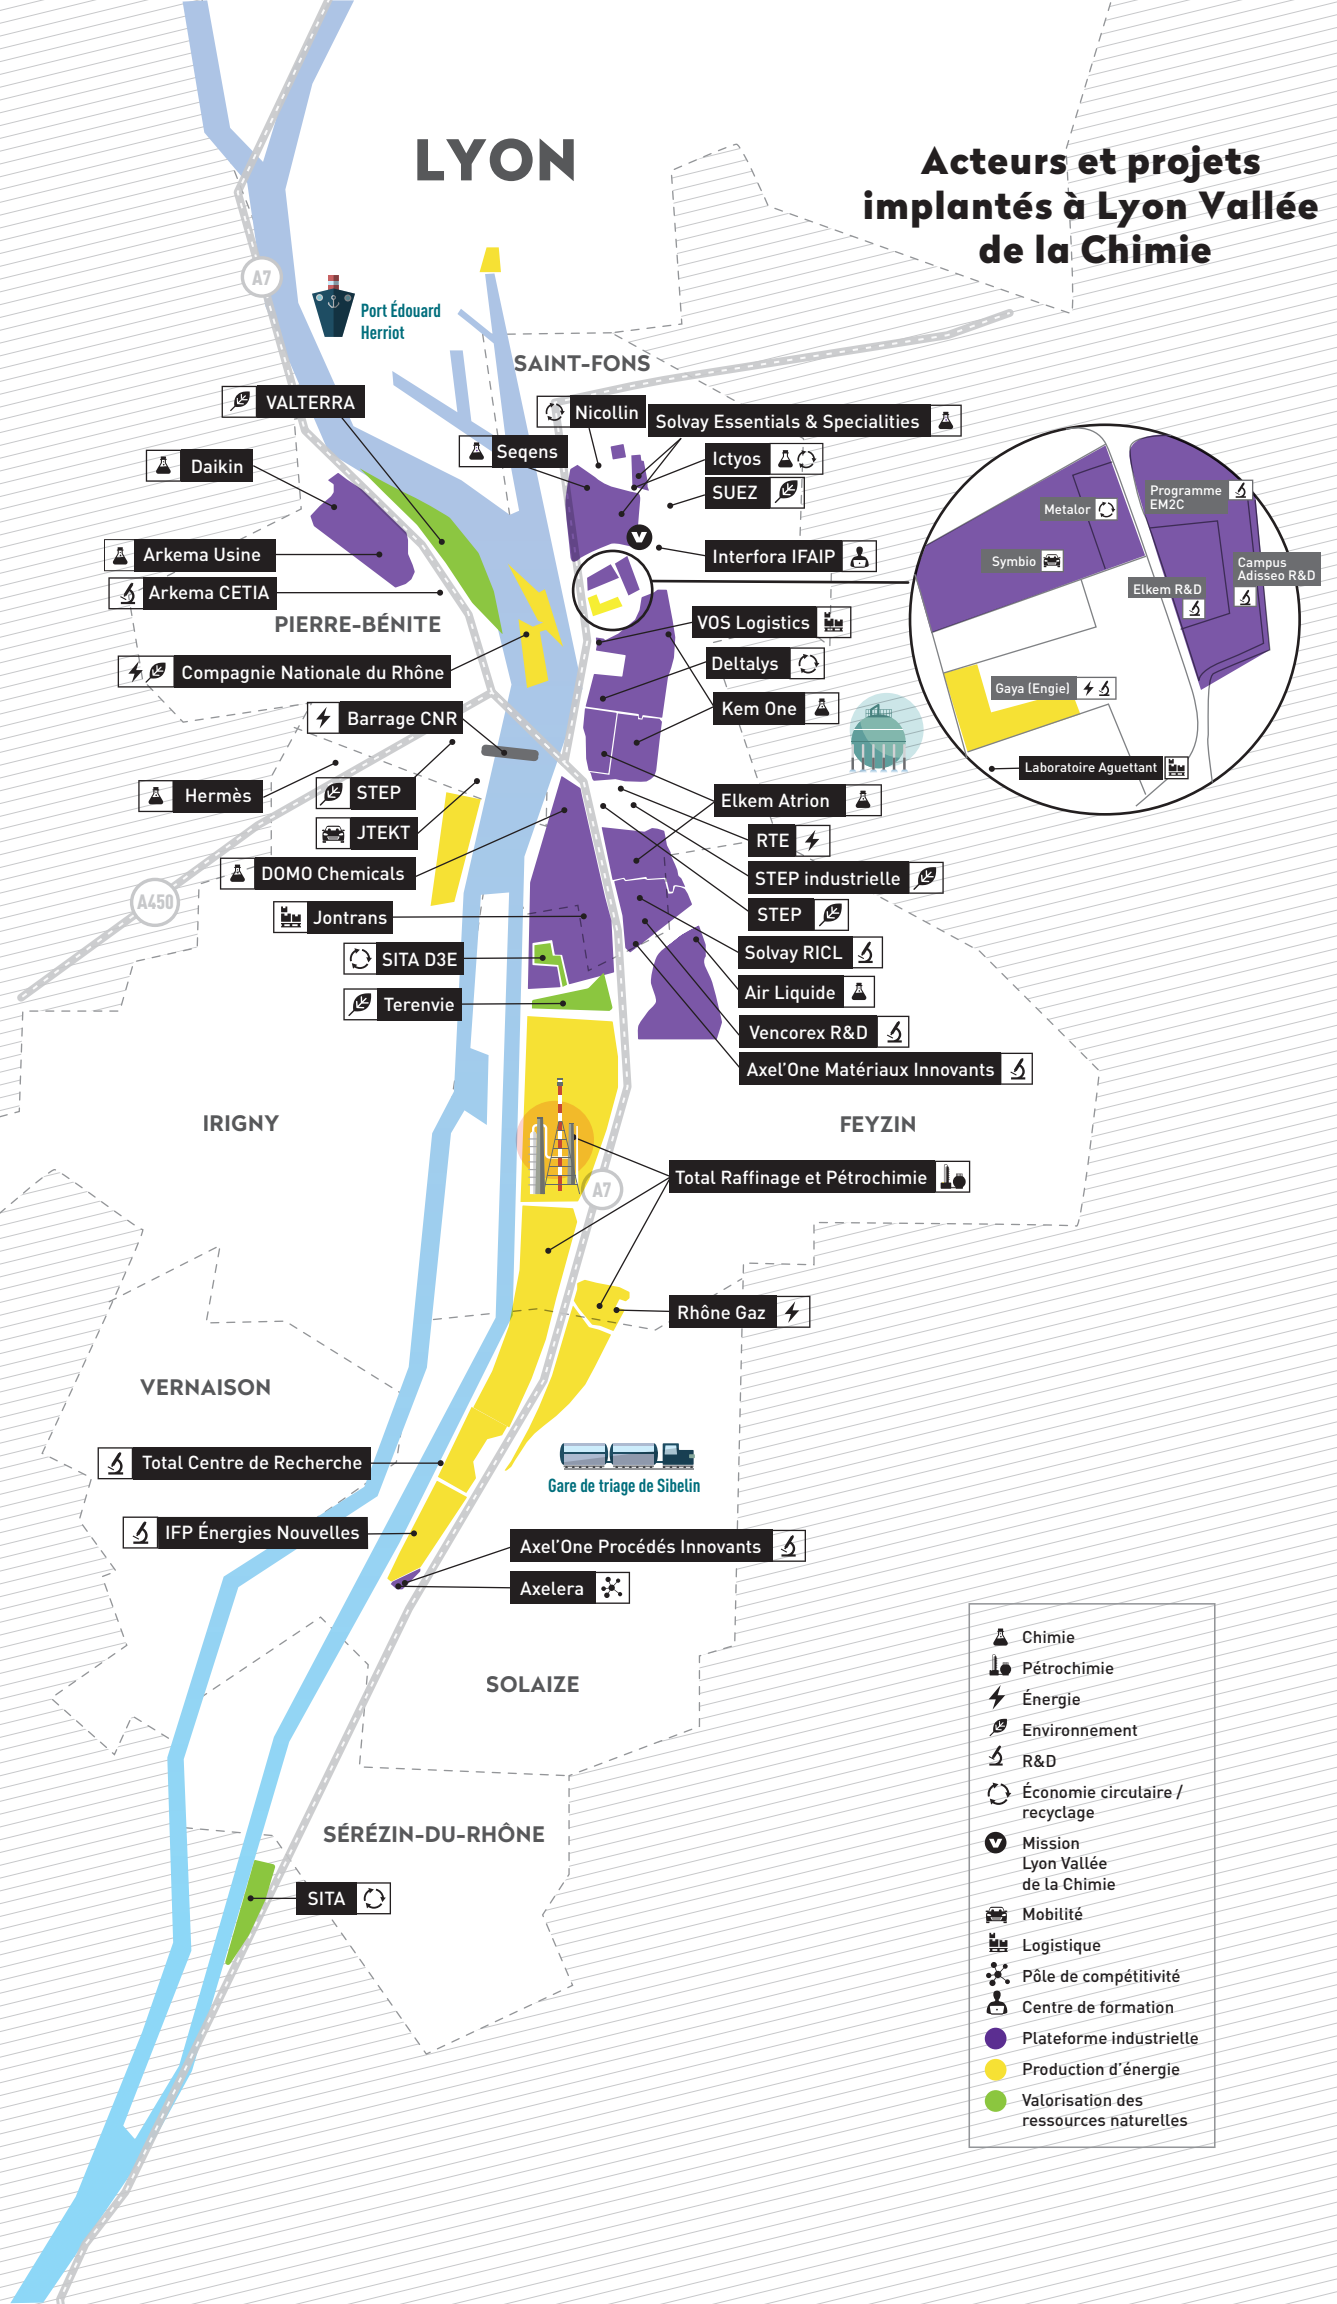 LYON
Acteurs et projets
implantés à Lyon Vallée
de la Chimie
A7
Port Édouard
Herriot
SAINT-FONS
VALTERRA
Nicollin
Solvay Essentials & Specialities
Seqens
Ictyos
Daikin
SUEZ
Programme
EM2C
Metalor
Arkema Usine
Interfora IFAIP
Symbio
Campus
Adisseo R&D
Arkema CETIA
Elkem R&D
PIERRE-BÉNITE
VOS Logistics
Compagnie Nationale du Rhône
Deltalys
Gaya (Engie)
Barrage CNR
Kem One
Laboratoire Aguettant
Hermès
STEP
Elkem Atrion
JTEKT
RTE
DOMO Chemicals
STEP industrielle
A450
Jontrans
STEP
SITA D3E
Solvay RICL
Terenvie
Air Liquide
Vencorex R&D
Axel’One Matériaux Innovants
IRIGNY
FEYZIN
Total Raffinage et Pétrochimie
A7
Rhône Gaz
VERNAISON
Total Centre de Recherche
Gare de triage de Sibelin
IFP Énergies Nouvelles
Axel’One Procédés Innovants
Axelera
SOLAIZE
SÉRÉZIN-DU-RHÔNE
SITA
Chimie
Pétrochimie
Énergie
Environnement
R&D
Économie circulaire /
recyclage
Mission
Lyon Vallée
de la Chimie
Mobilité
Logistique
Pôle de compétitivité
Centre de formation
Plateforme industrielle
Production d’énergie
Valorisation des
ressources naturelles